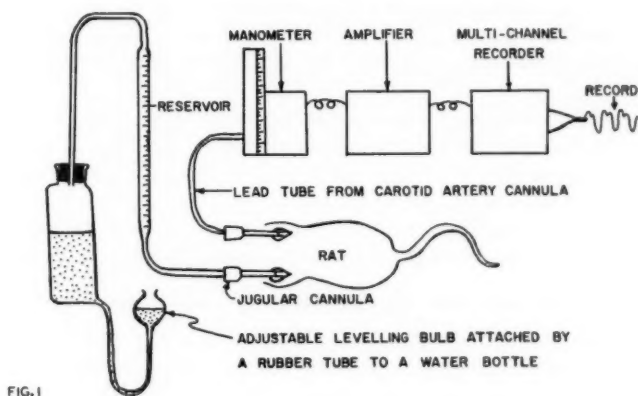 MANOMETER
AMPLIFIER
MULTI-CHANNEL
RECORDER
RECORD
RESERVOIR
LEAD TUBE FROM CAROTID ARTERY CANNULA
RAT
JUGULAR CANNULA
ADJUSTABLE LEVELLING BULB ATTACHED BY
A RUBBER TUBE TO A WATER BOTTLE
FIG.1